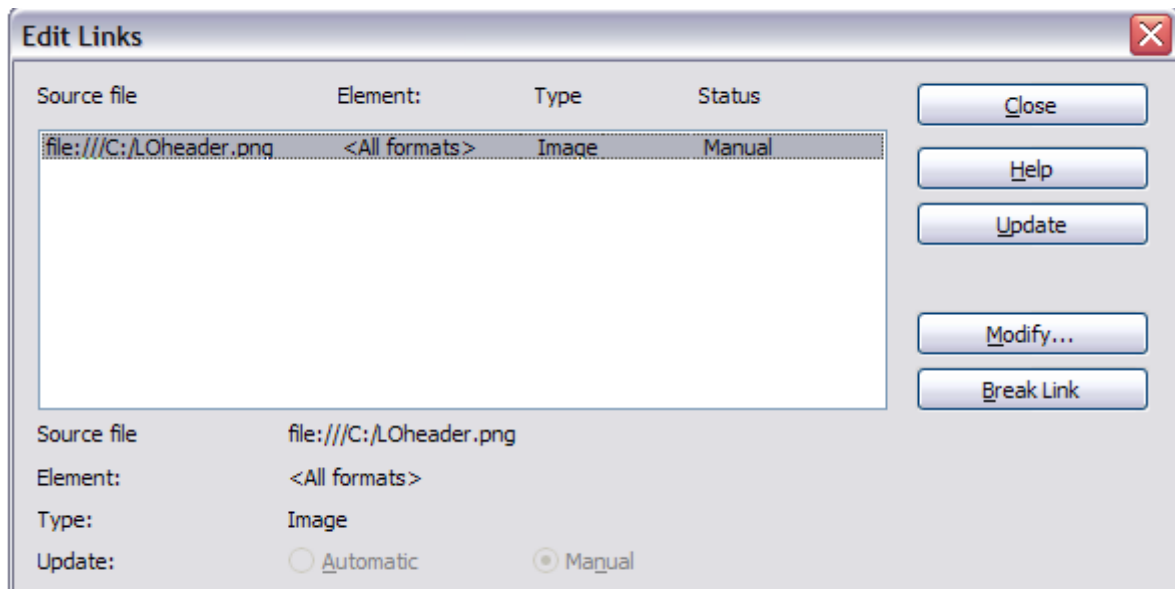 Edit Links
Source file Element: Type Status
file:///C:/LOheader.png <All formats> Image Manual
Close
Help
Update
Modify...
Break Link
Source file file:///C:/LOheader.png
Element: <All formats>
Type: Image
Update: Automatic Manual